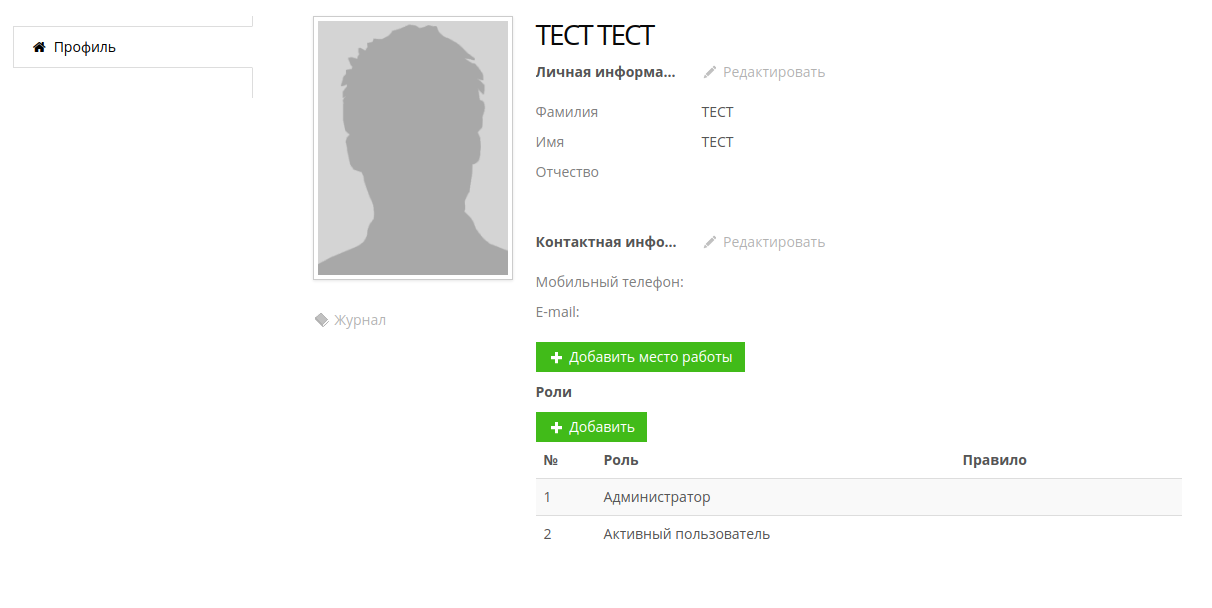 Профиль
ТЕСТ ТЕСТ
Личная информа... Редактировать
Фамилия ТЕСТ
Имя ТЕСТ
Отчество
Контактная инфо... Редактировать
Мобильный телефон:
E-mail:
Журнал
Добавить место работы
Роли
Добавить
№ Роль Правило
1 Администратор
2 Активный пользователь